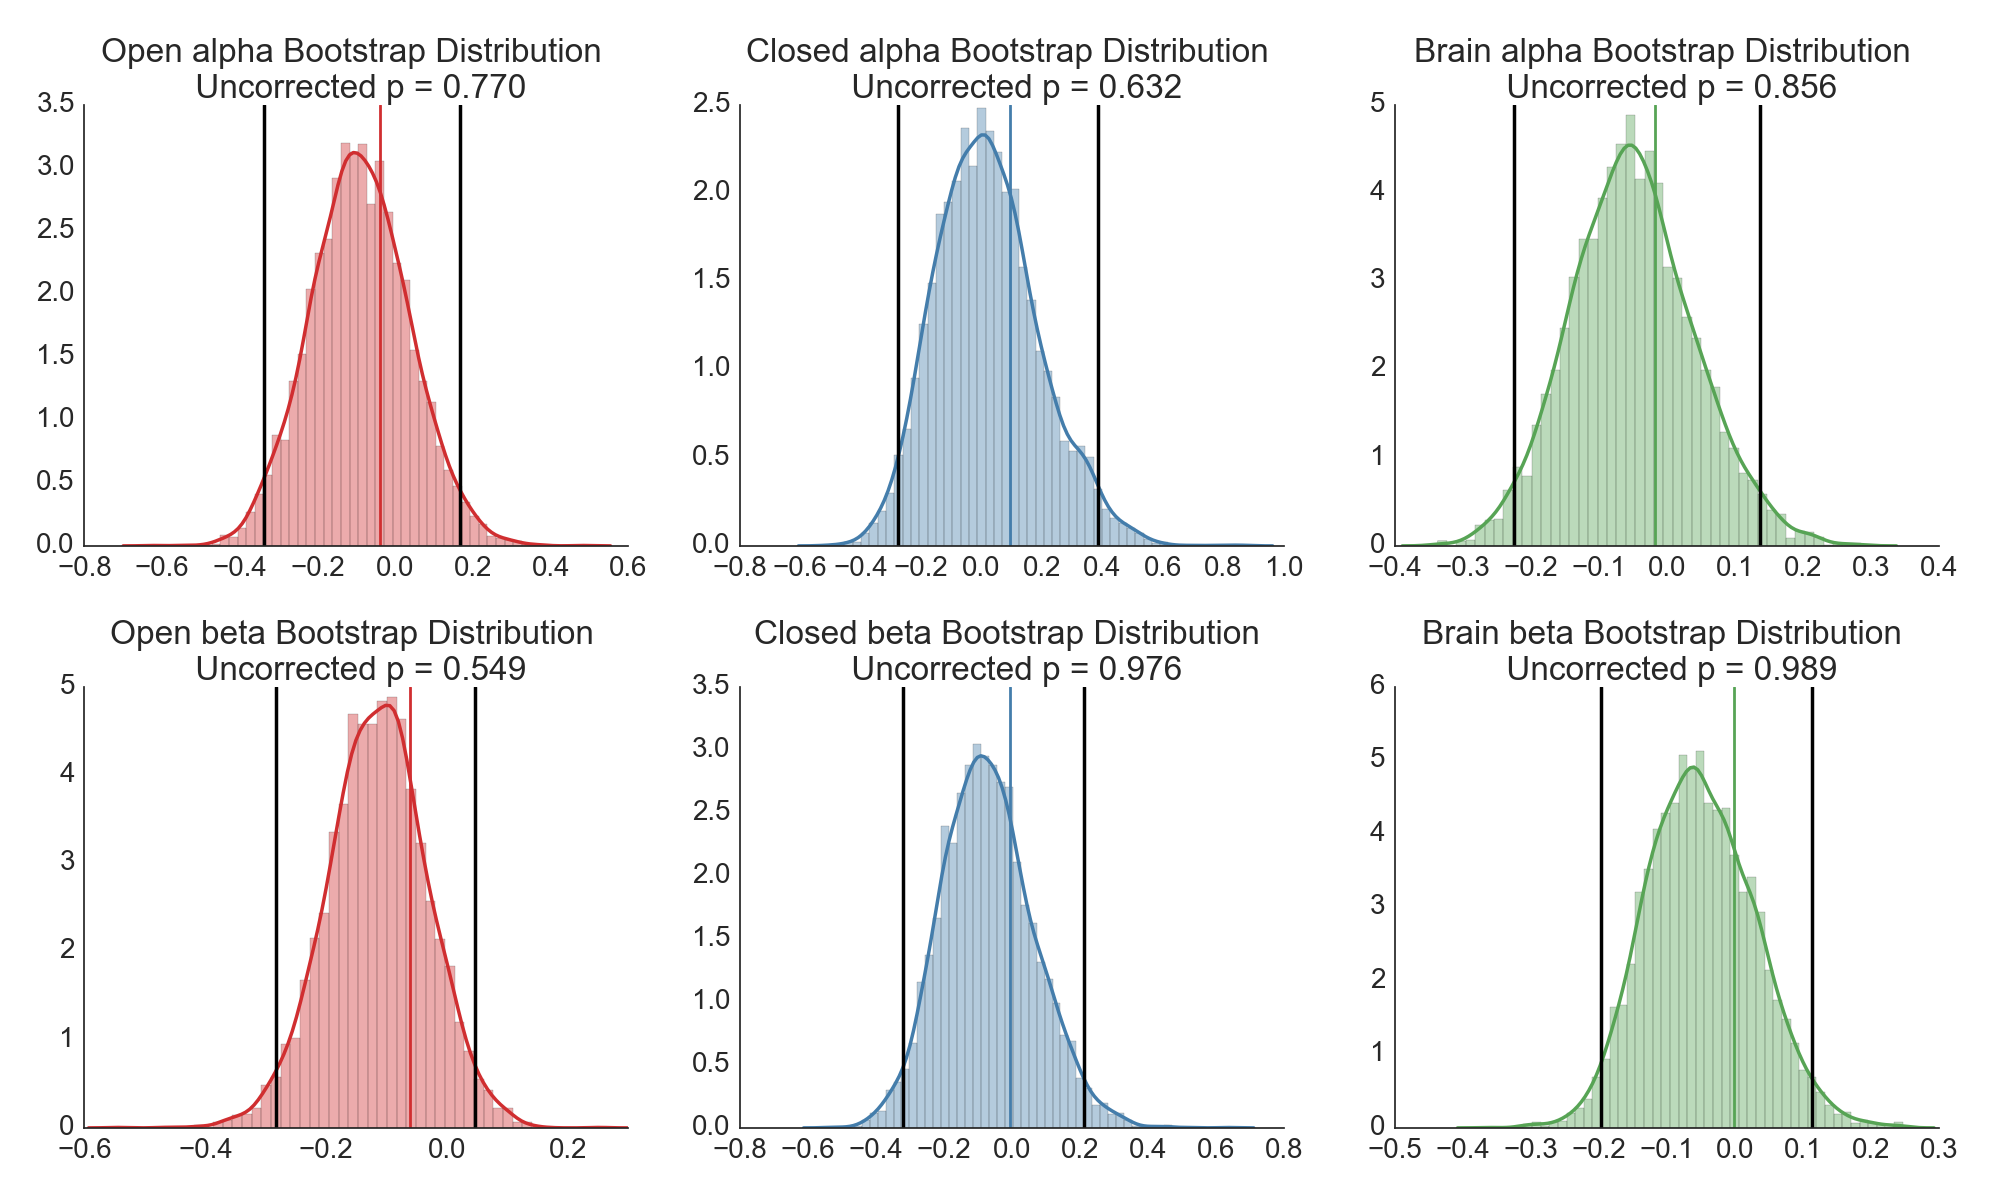 Open alpha Bootstrap Distribution
Uncorrected p = 0.770
3.5
3.0
2.5
2.0
1.5
1.0
0.5
0.0
−0.8 −0.6 −0.4 −0.2 0.0 0.2 0.4 0.6
Closed alpha Bootstrap Distribution
Uncorrected p = 0.632
2.5
2.0
1.5
1.0
0.5
0.0
−0.8 −0.6 −0.4 −0.2 0.0 0.2 0.4 0.6 0.8 1.0
Brain alpha Bootstrap Distribution
Uncorrected p = 0.856
5
4
3
2
1
0
−0.4 −0.3 −0.2 −0.1 0.0 0.1 0.2 0.3 0.4
Open beta Bootstrap Distribution
Uncorrected p = 0.549
5
4
3
2
1
0
−0.6 −0.4 −0.2 0.0 0.2
Closed beta Bootstrap Distribution
Uncorrected p = 0.976
3.5
3.0
2.5
2.0
1.5
1.0
0.5
0.0
−0.8 −0.6 −0.4 −0.2 0.0 0.2 0.4 0.6 0.8
Brain beta Bootstrap Distribution
Uncorrected p = 0.989
6
5
4
3
2
1
0
−0.5 −0.4 −0.3 −0.2 −0.1 0.0 0.1 0.2 0.3